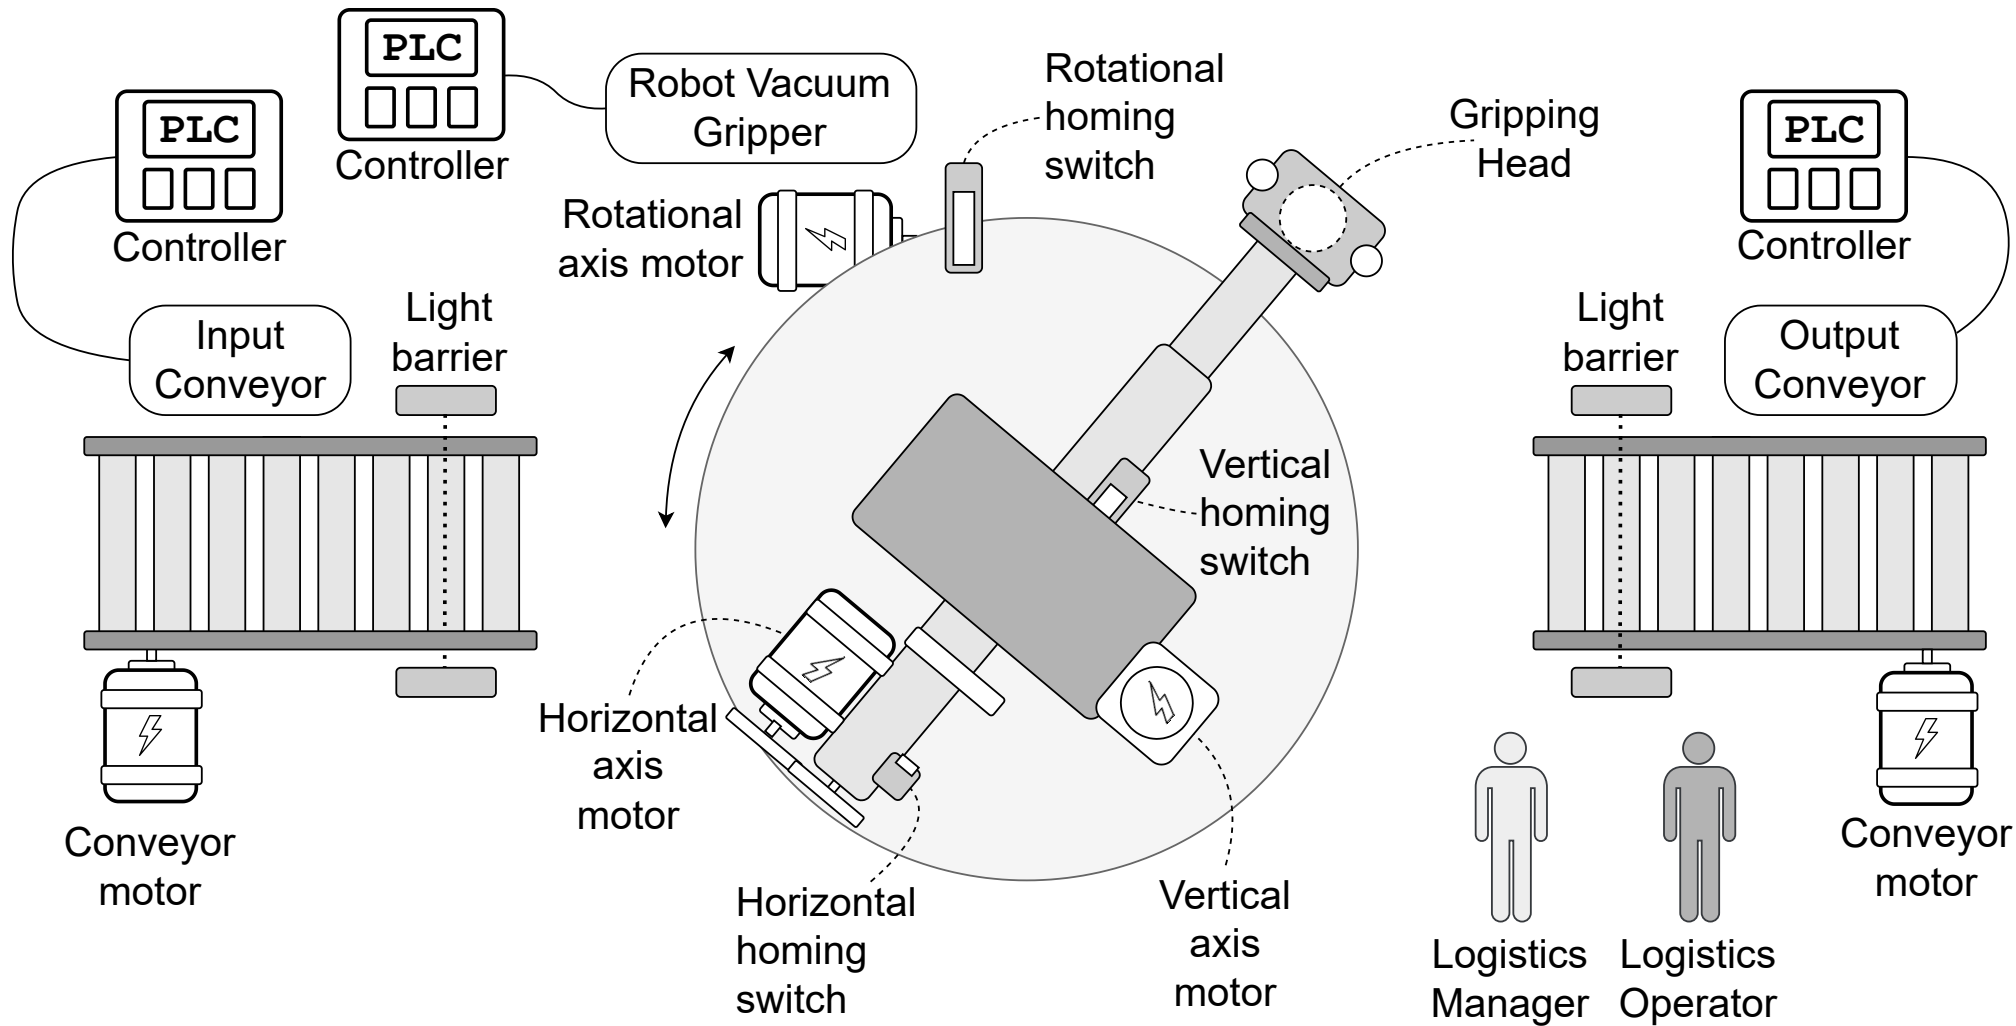 PLC
Controller
PLC
Controller
Robot Vacuum
Gripper
Rotational
homing
switch
Gripping
Head
PLC
Controller
Rotational
axis motor
Input
Conveyor
Light
barrier
Light
barrier
Output
Conveyor
Vertical
homing
switch
Horizontal
axis
motor
Conveyor
motor
Horizontal
homing
switch
Vertical
axis
motor
Logistics
Manager
Logistics
Operator
Conveyor
motor